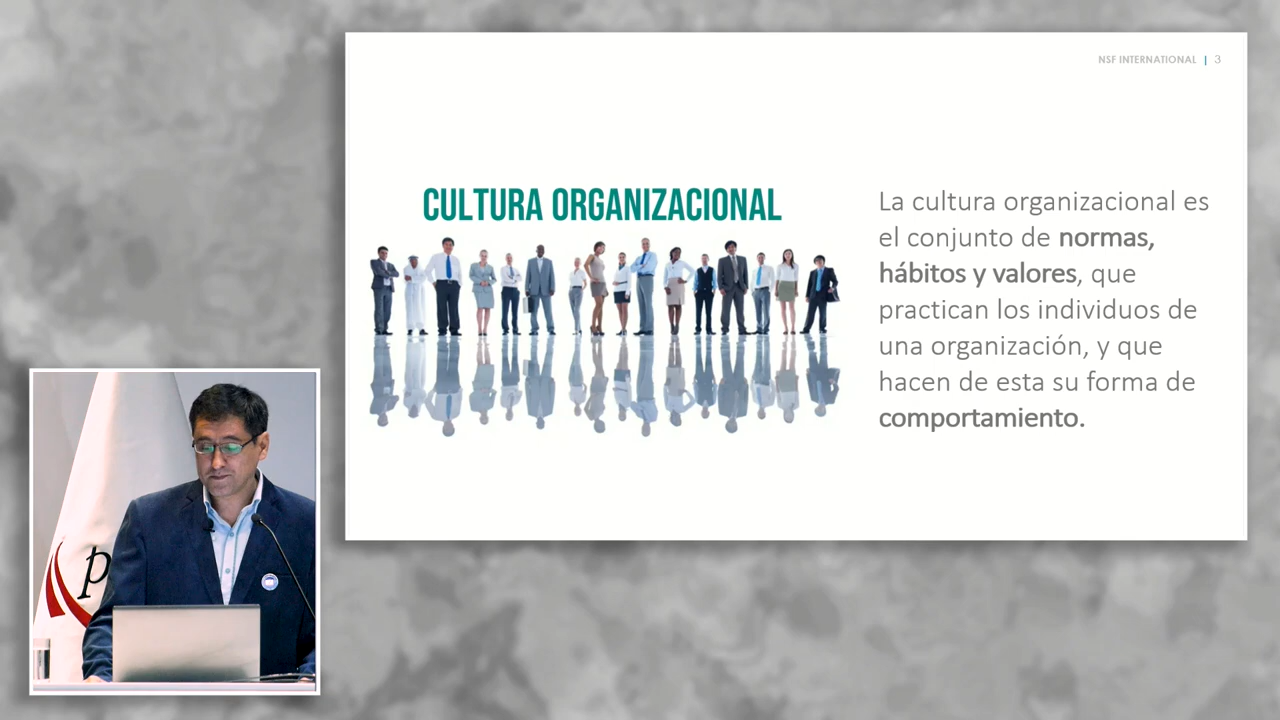 NSF INTERNATIONAL | 3
CULTURA ORGANIZACIONAL
La cultura organizacional es
el conjunto de normas,
hábitos y valores, que
practican los individuos de
una organización, y que
hacen de esta su forma de
comportamiento.
p